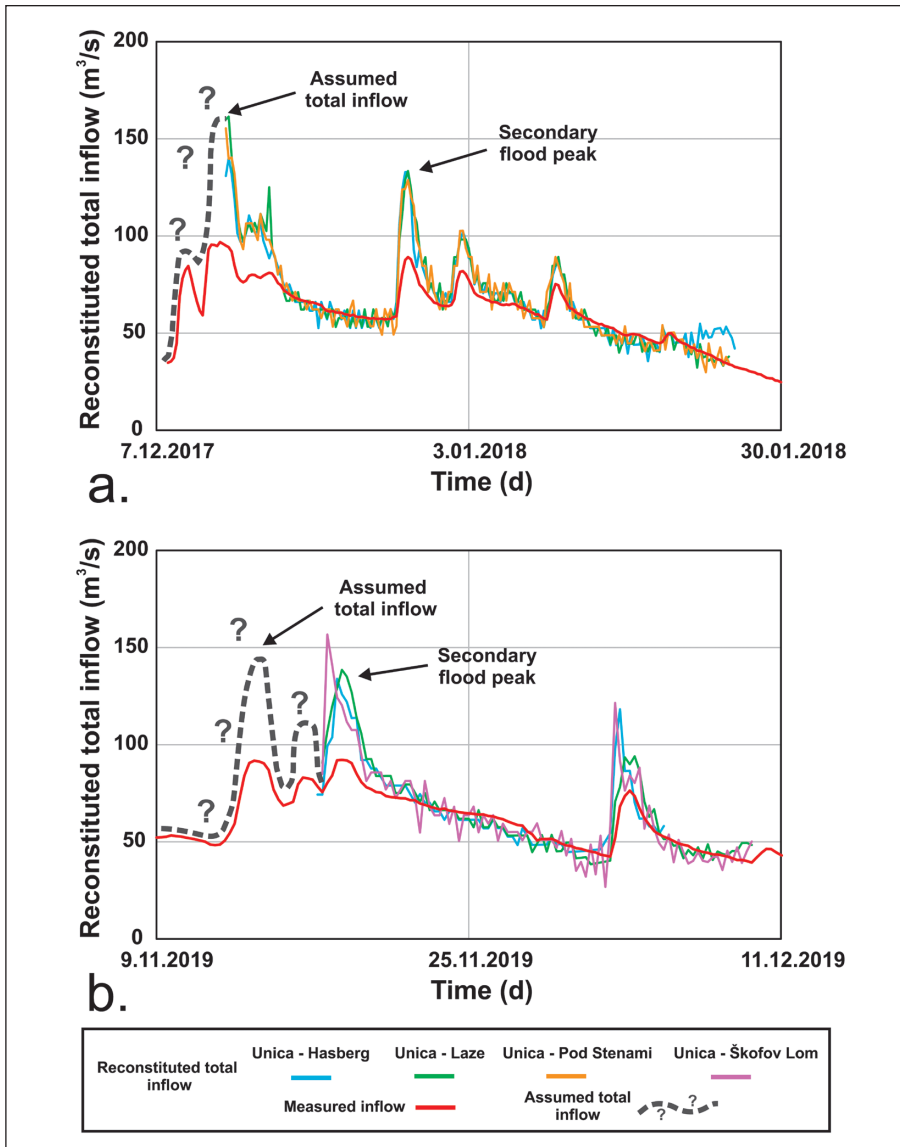 200
150
100
50
0
Reconstituted total inflow (m³/s)
Assumed
total inflow
?
?
?
Secondary
flood peak
7.12.2017
3.01.2018
30.01.2018
Time (d)
a.
200
150
100
50
0
Reconstituted total inflow (m³/s)
Assumed
total inflow
?
?
?
?
Secondary
flood peak
9.11.2019
25.11.2019
11.12.2019
Time (d)
b.
Reconstituted total
inflow
Unica - Hasberg
Unica - Laze
Unica - Pod Stenami
Unica - Škofov Lom
Measured inflow
Assumed total
inflow
?
?
?